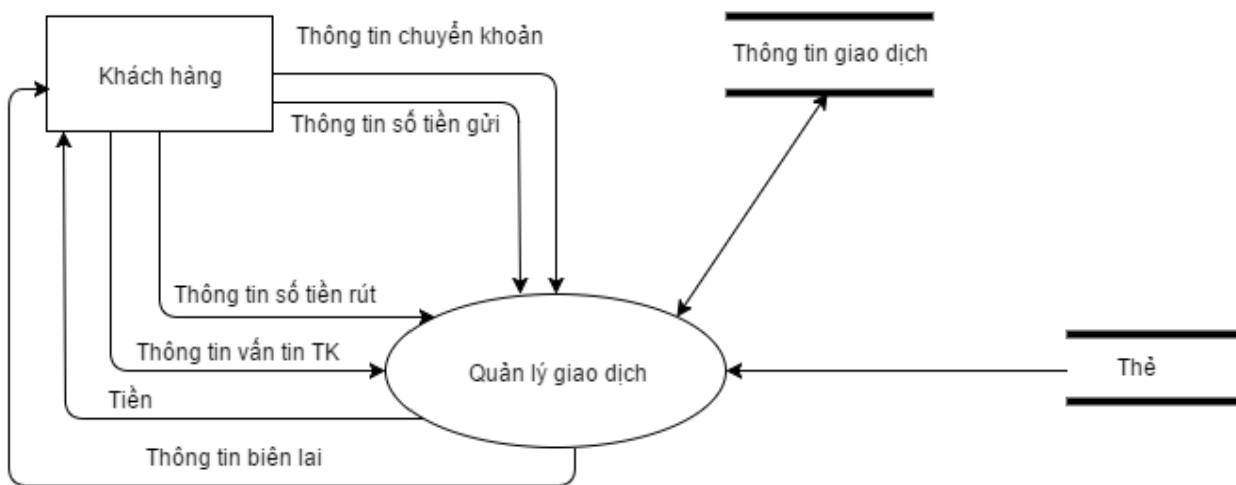 Thông tin chuyển khoản
Thông tin giao dịch
Khách hàng
Thông tin số tiền gửi
Thông tin số tiền rút
Thông tin vấn tin TK
Quản lý giao dịch
Thẻ
Tiền
Thông tin biên lai